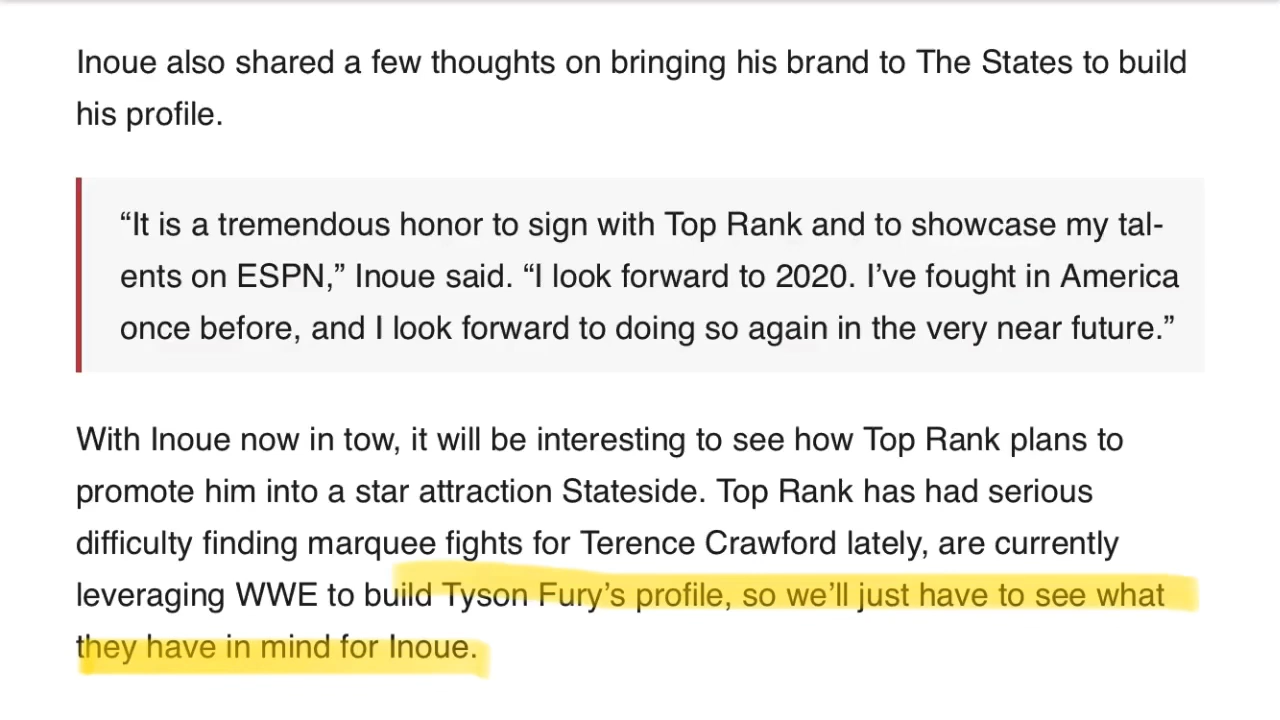 Inoue also shared a few thoughts on bringing his brand to The States to build
his profile.
“It is a tremendous honor to sign with Top Rank and to showcase my tal-
ents on ESPN,” Inoue said. “I look forward to 2020. I’ve fought in America
once before, and I look forward to doing so again in the very near future.”
With Inoue now in tow, it will be interesting to see how Top Rank plans to
promote him into a star attraction Stateside. Top Rank has had serious
difficulty finding marquee fights for Terence Crawford lately, are currently
leveraging WWE to build Tyson Fury’s profile, so we’ll just have to see what
they have in mind for Inoue.